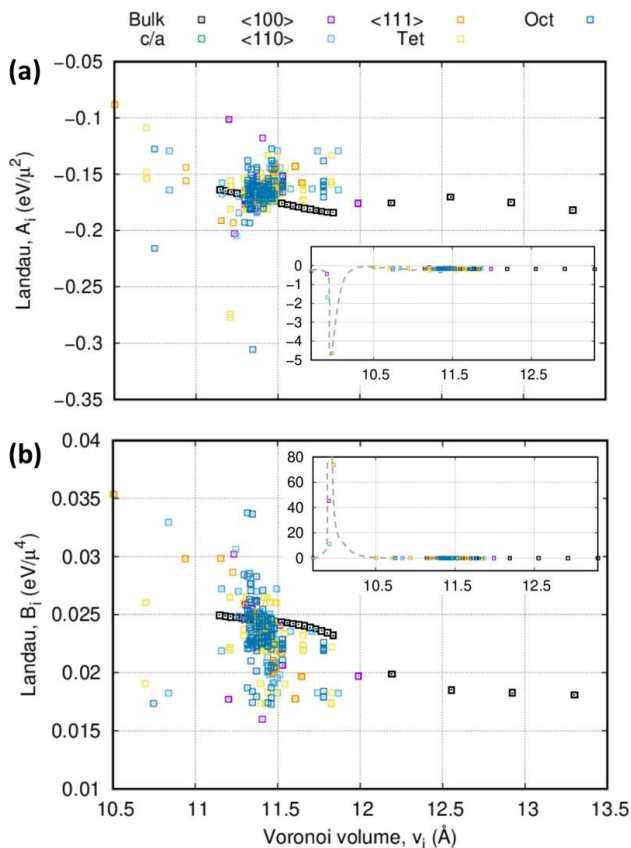 Bulk <100> <111> Oct
c/a <110> Tet
(a)
Landau, Aᵢ (eV/μ²)
−0.05
−0.1
−0.15
−0.2
−0.25
−0.3
−0.35
0
−1
−2
−3
−4
−5
10.5 11.5 12.5
(b)
Landau, Bᵢ (eV/μ⁴)
0.04
0.035
0.03
0.025
0.02
0.015
0.01
80
60
40
20
0
10.5 11.5 12.5
10.5 11 11.5 12 12.5 13 13.5
Voronoi volume, vᵢ (Å)